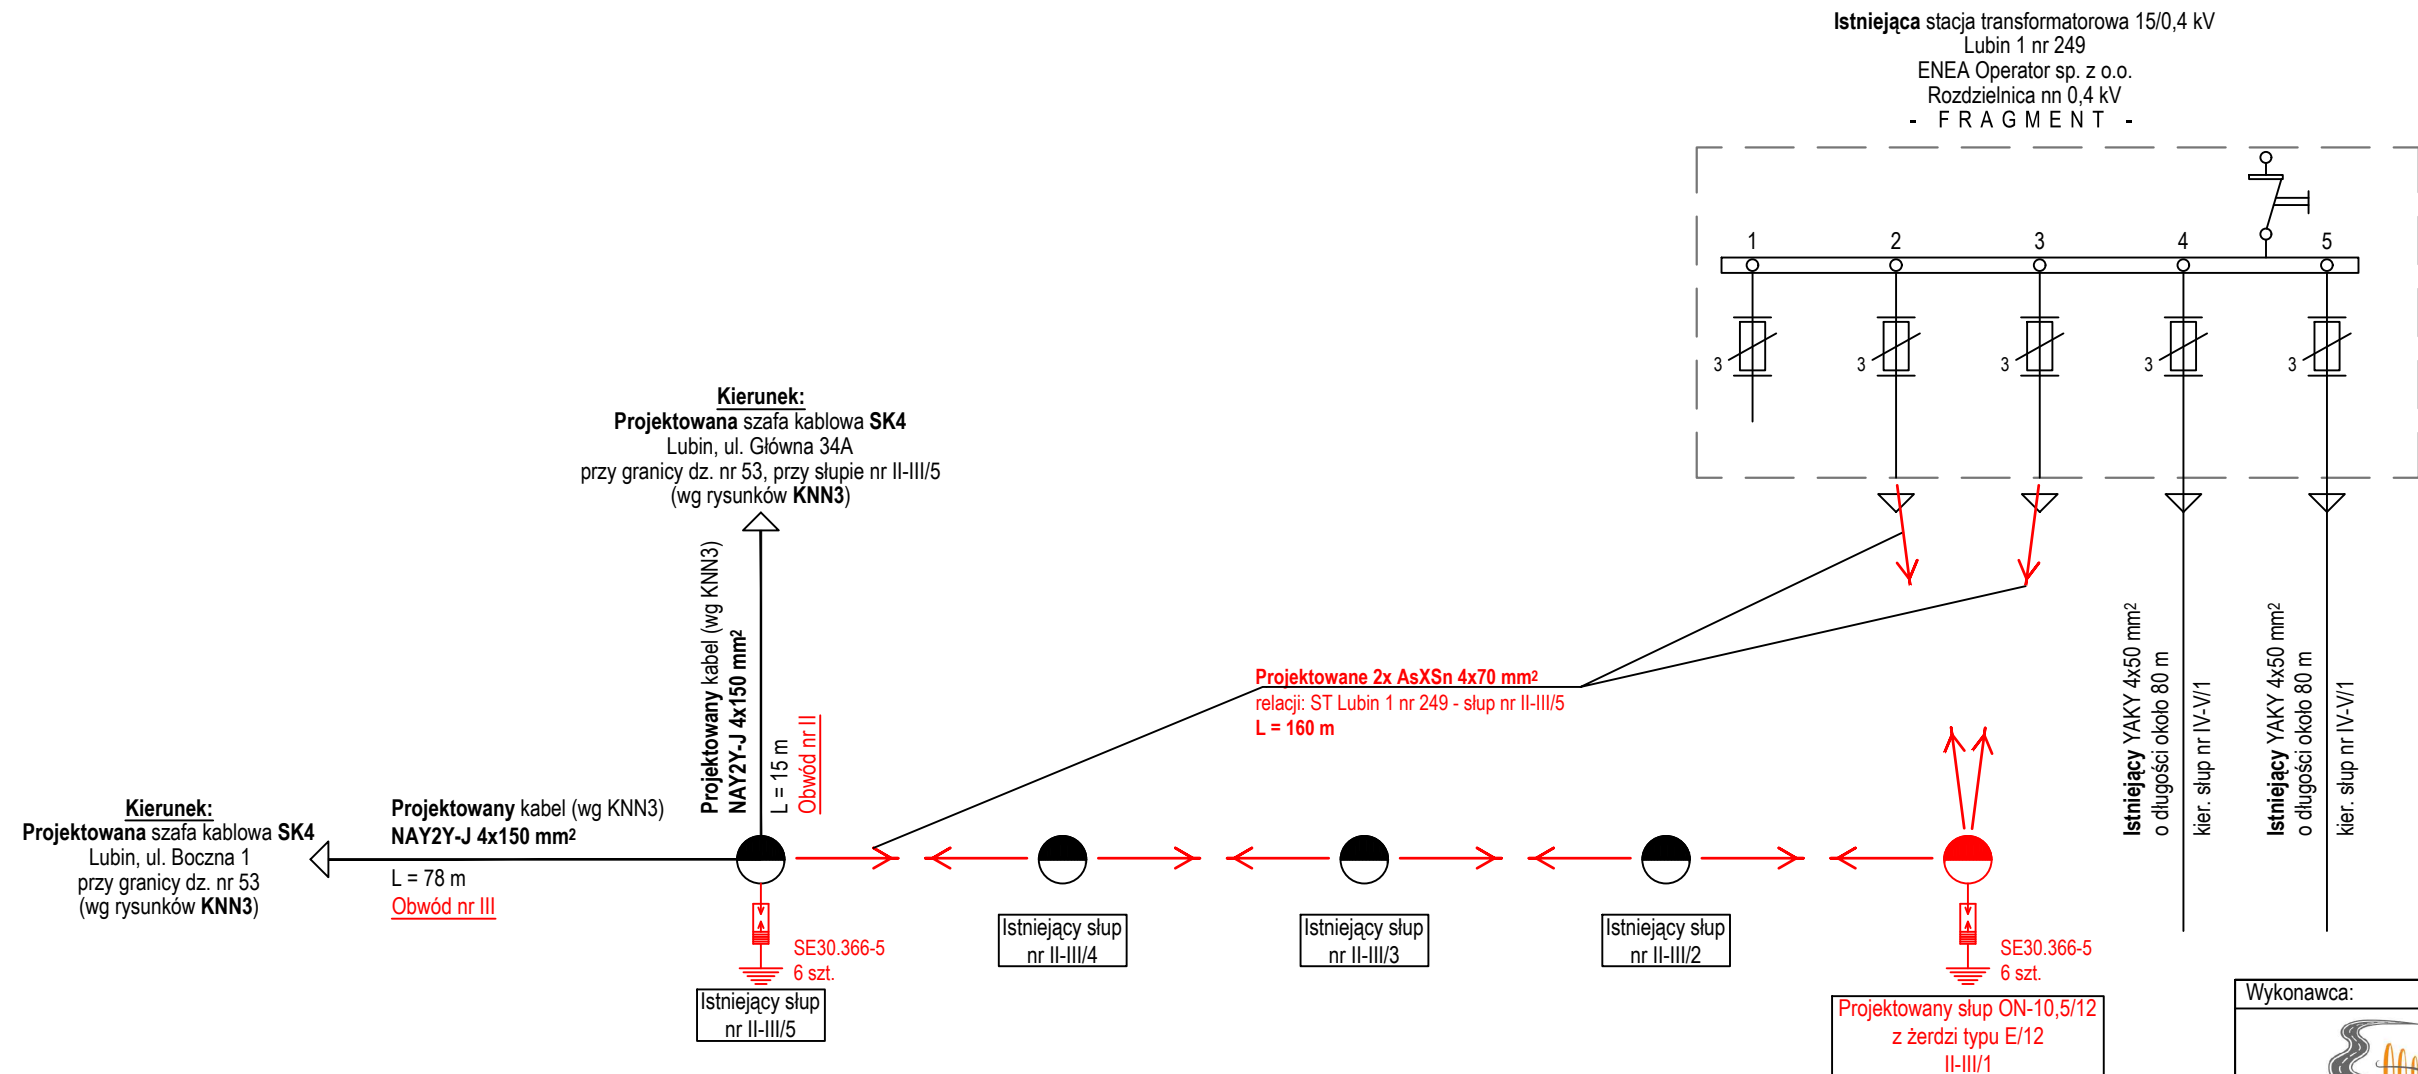 Istniejąca stacja transformatorowa 15/0,4 kV
Lubin 1 nr 249
ENEA Operator sp. z o.o.
Rozdzielnica nn 0,4 kV
- FRAGMENT -
1
2
3
4
5
3
3
3
3
3
Kierunek:
Projektowana szafa kablowa SK4
Lubin, ul. Główna 34A
przy granicy dz. nr 53, przy słupie nr II-III/5
(wg rysunków KNN3)
Projektowany kabel (wg KNN3)
NAY2Y-J 4x150 mm²
L = 15 m
Obwód nr II
Projektowane 2x AsXSn 4x70 mm²
relacji: ST Lubin 1 nr 249 - słup nr II-III/5
L = 160 m
Istniejący YAKY 4x50 mm²
o długości około 80 m
kier. słup nr IV-V/1
Istniejący YAKY 4x50 mm²
o długości około 80 m
kier. słup nr IV-V/1
Kierunek:
Projektowana szafa kablowa SK4
Lubin, ul. Boczna 1
przy granicy dz. nr 53
(wg rysunków KNN3)
Projektowany kabel (wg KNN3)
NAY2Y-J 4x150 mm²
L = 78 m
Obwód nr III
SE30.366-5
6 szt.
Istniejący słup
nr II-III/5
Istniejący słup
nr II-III/4
Istniejący słup
nr II-III/3
Istniejący słup
nr II-III/2
SE30.366-5
6 szt.
Projektowany słup ON-10,5/12
z żerdzi typu E/12
II-III/1
Wykonawca: